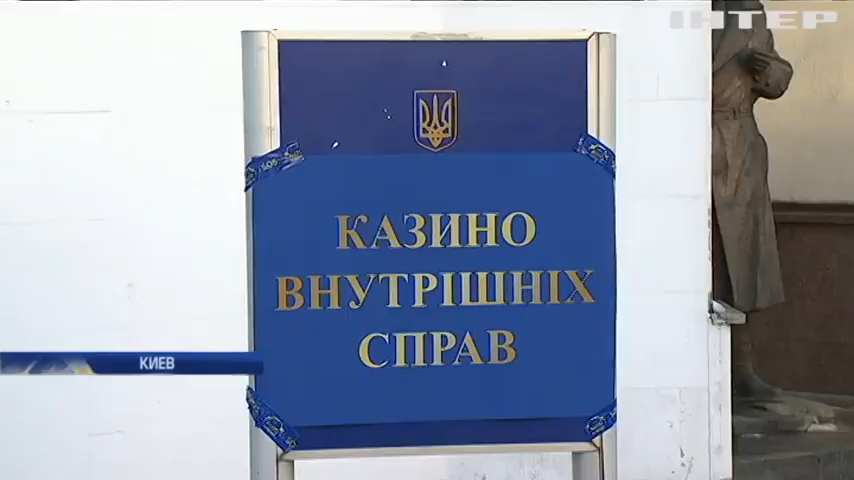 ІНТЕР
КАЗИНО
ВНУТРІШНІХ
СПРАВ
КИЕВ